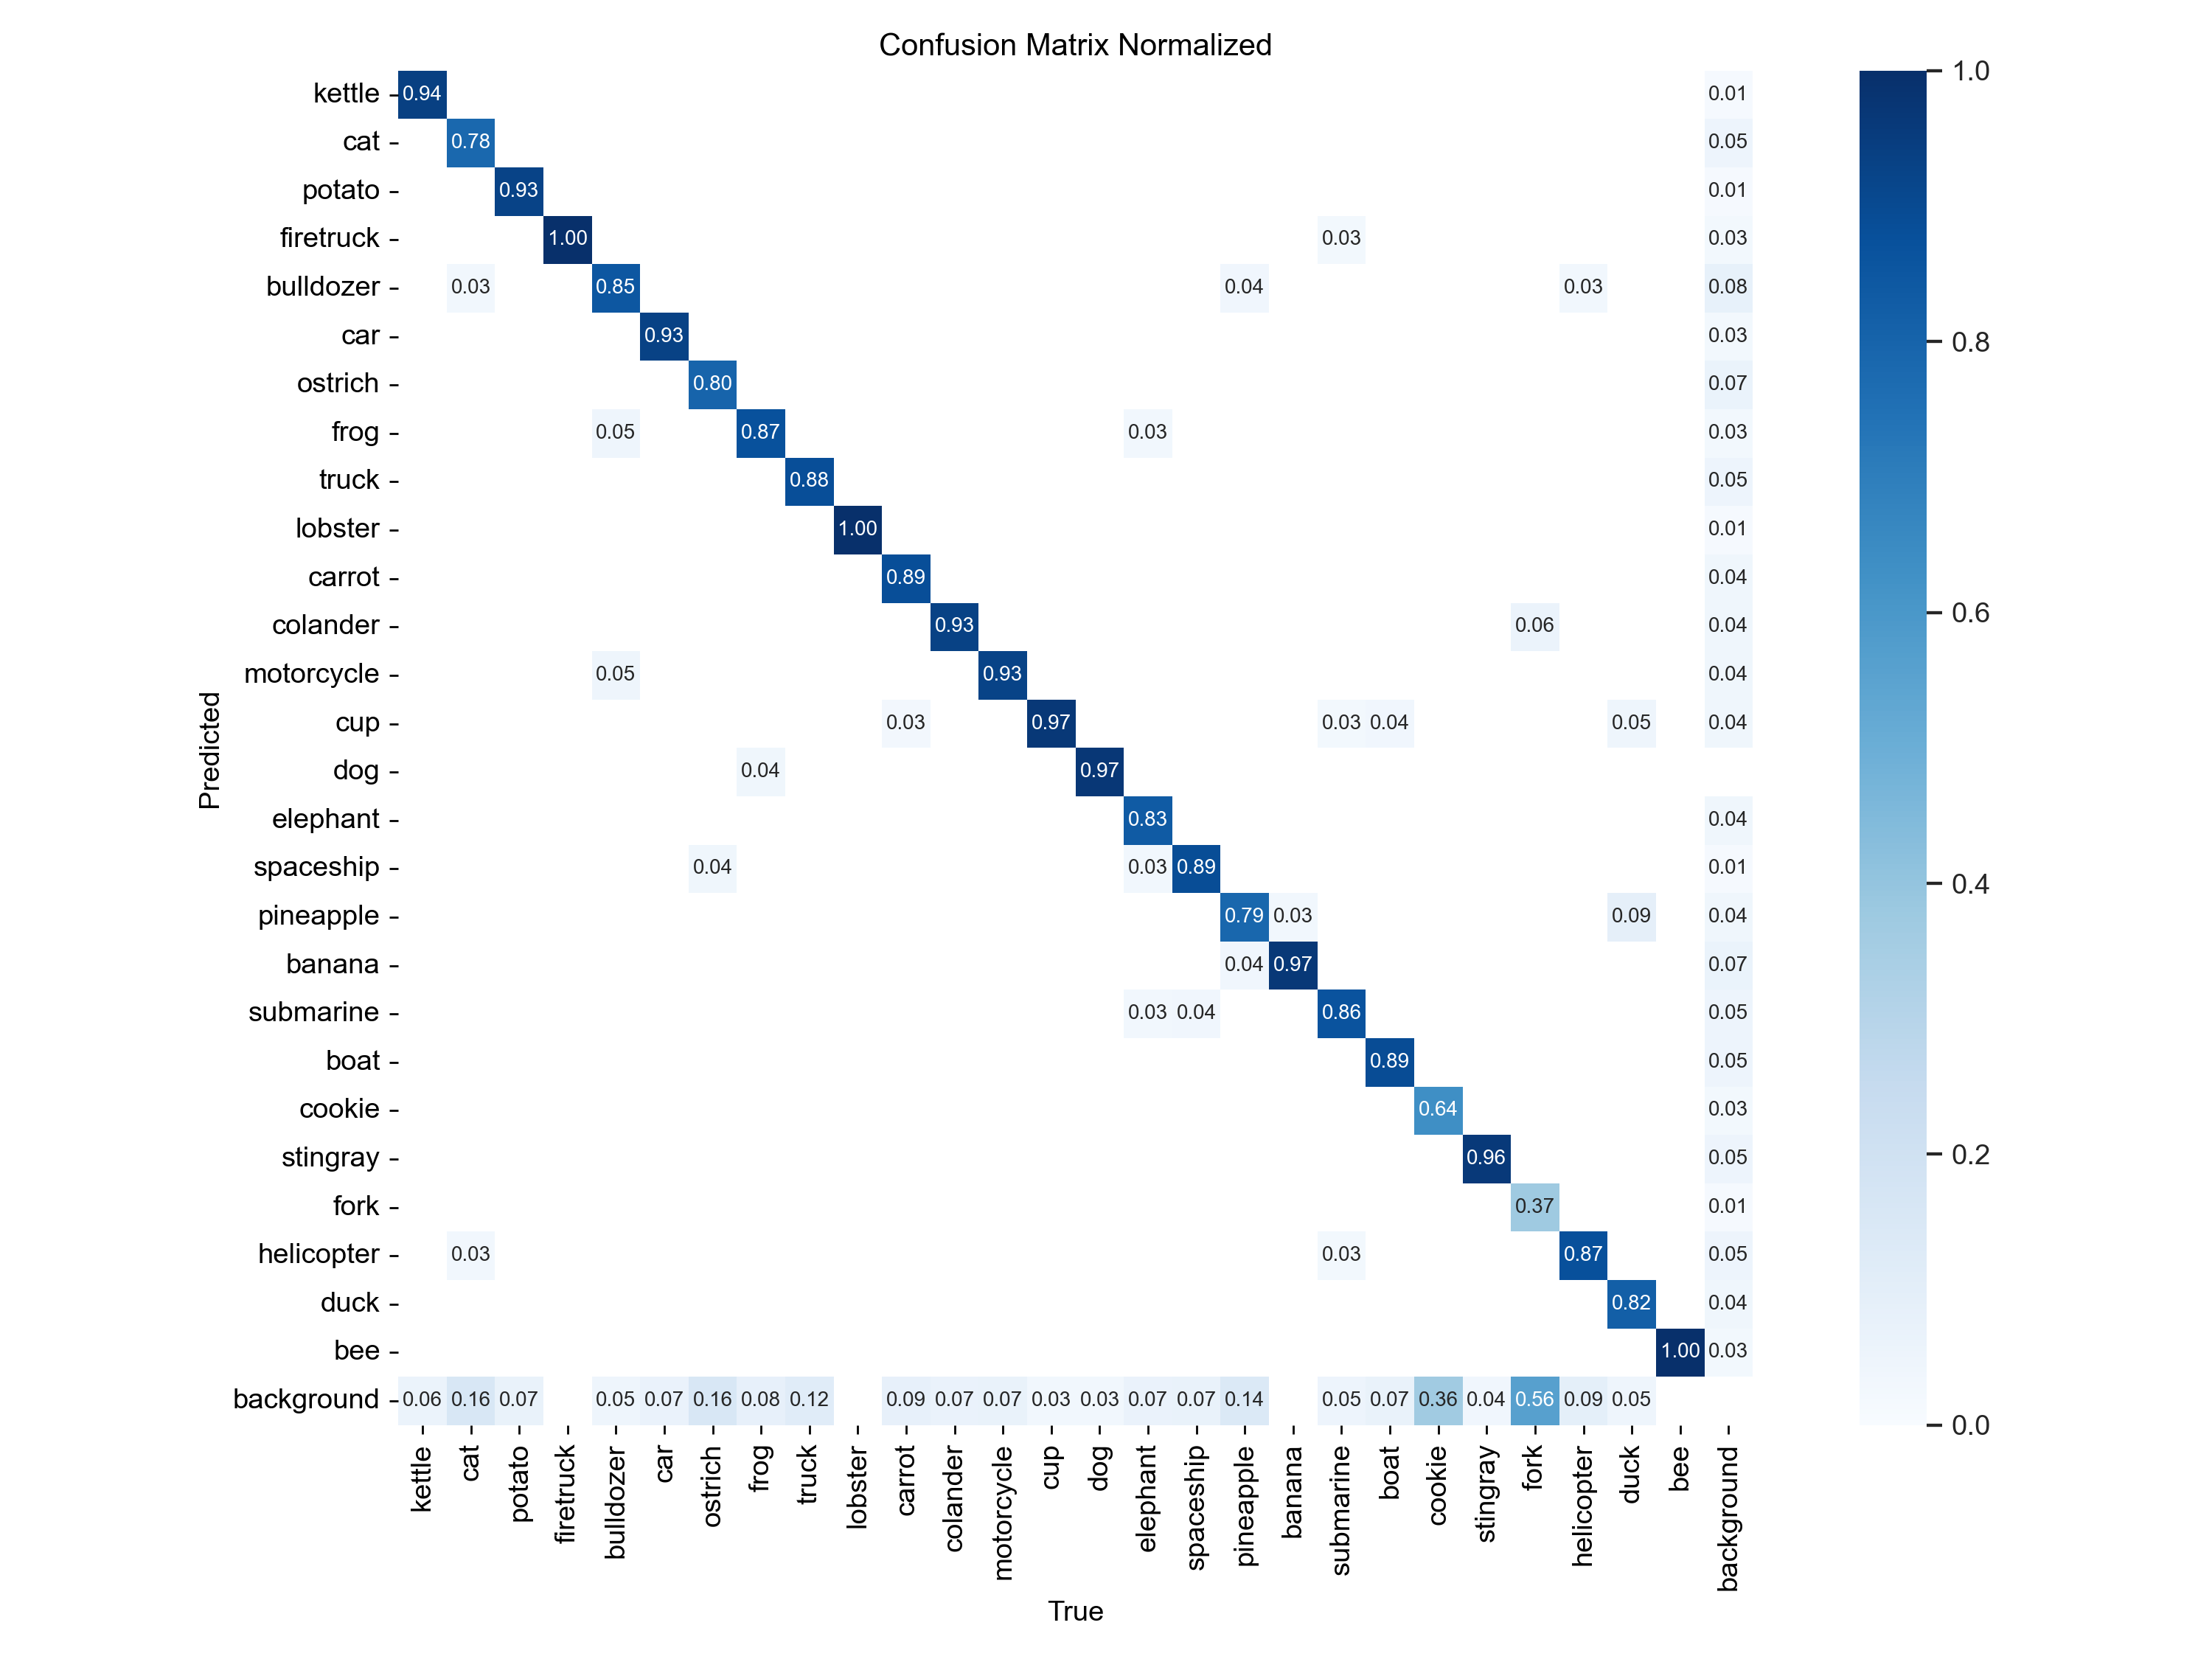 Confusion Matrix Normalized
kettle 0.94 0.01
cat 0.78 0.05
potato 0.93 0.01
firetruck 1.00 0.03 0.03
bulldozer 0.03 0.85 0.04 0.03 0.08
car 0.93 0.03
ostrich 0.80 0.07
frog 0.05 0.87 0.03 0.03
truck 0.88 0.05
lobster 1.00 0.01
carrot 0.89 0.04
colander 0.93 0.06 0.04
motorcycle 0.05 0.93 0.04
cup 0.03 0.97 0.03 0.04 0.05 0.04
dog 0.04 0.97
elephant 0.83 0.04
spaceship 0.04 0.03 0.89 0.01
pineapple 0.79 0.03 0.09 0.04
banana 0.04 0.97 0.07
submarine 0.03 0.04 0.86 0.05
boat 0.89 0.05
cookie 0.64 0.03
stingray 0.96 0.05
fork 0.37 0.01
helicopter 0.03 0.03 0.87 0.05
duck 0.82 0.04
bee 1.00 0.03
background 0.06 0.16 0.07 0.05 0.07 0.16 0.08 0.12 0.09 0.07 0.07 0.03 0.03 0.07 0.07 0.14 0.05 0.07 0.36 0.04 0.56 0.09 0.05
kettle cat potato firetruck bulldozer car ostrich frog truck lobster carrot colander motorcycle cup dog elephant spaceship pineapple banana submarine boat cookie stingray fork helicopter duck bee background
True
Predicted
1.0
0.8
0.6
0.4
0.2
0.0